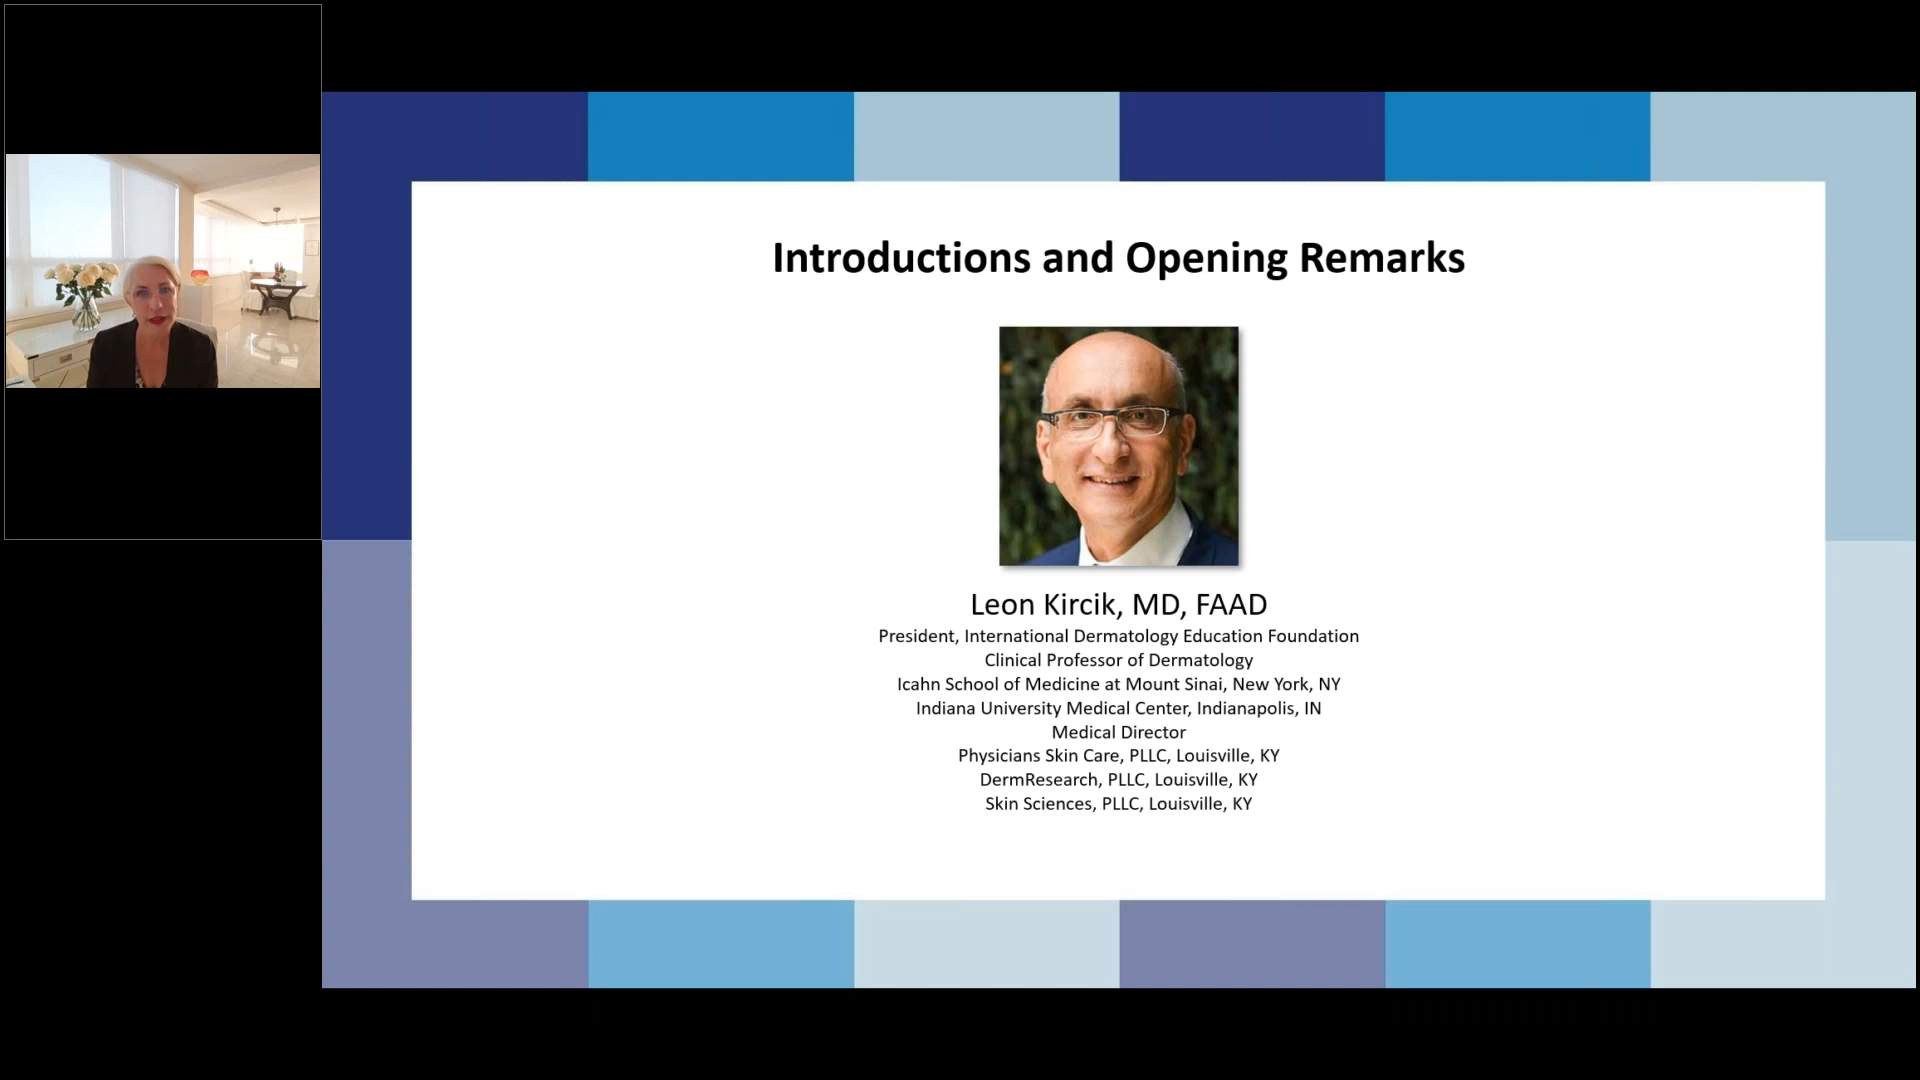 Introductions and Opening Remarks
Leon Kircik, MD, FAAD
President, International Dermatology Education Foundation
Clinical Professor of Dermatology
Icahn School of Medicine at Mount Sinai, New York, NY
Indiana University Medical Center, Indianapolis, IN
Medical Director
Physicians Skin Care, PLLC, Louisville, KY
DermResearch, PLLC, Louisville, KY
Skin Sciences, PLLC, Louisville, KY